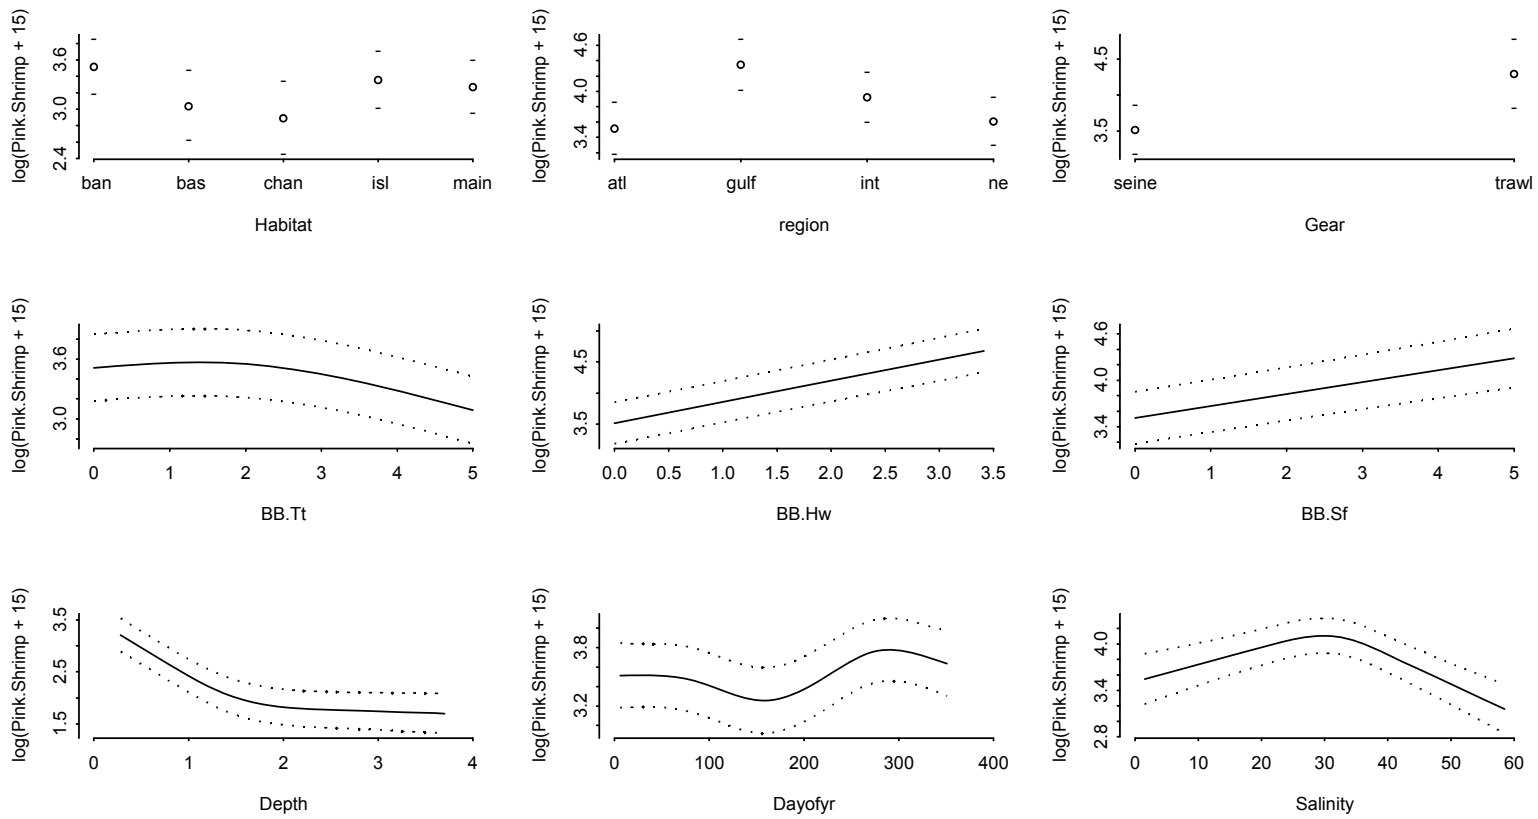 log(Pink.Shrimp + 15)
2.4 3.0 3.6
ban bas chan isl main
Habitat
log(Pink.Shrimp + 15)
3.4 4.0 4.6
atl gulf int ne
region
log(Pink.Shrimp + 15)
3.5 4.5
seine trawl
Gear
log(Pink.Shrimp + 15)
3.0 3.6
0 1 2 3 4 5
BB.Tt
log(Pink.Shrimp + 15)
3.5 4.5
0.0 0.5 1.0 1.5 2.0 2.5 3.0 3.5
BB.Hw
log(Pink.Shrimp + 15)
3.4 4.0 4.6
0 1 2 3 4 5
BB.Sf
log(Pink.Shrimp + 15)
1.5 2.5 3.5
0 1 2 3 4
Depth
log(Pink.Shrimp + 15)
3.2 3.8
0 100 200 300 400
Dayofyr
log(Pink.Shrimp + 15)
2.8 3.4 4.0
0 10 20 30 40 50 60
Salinity